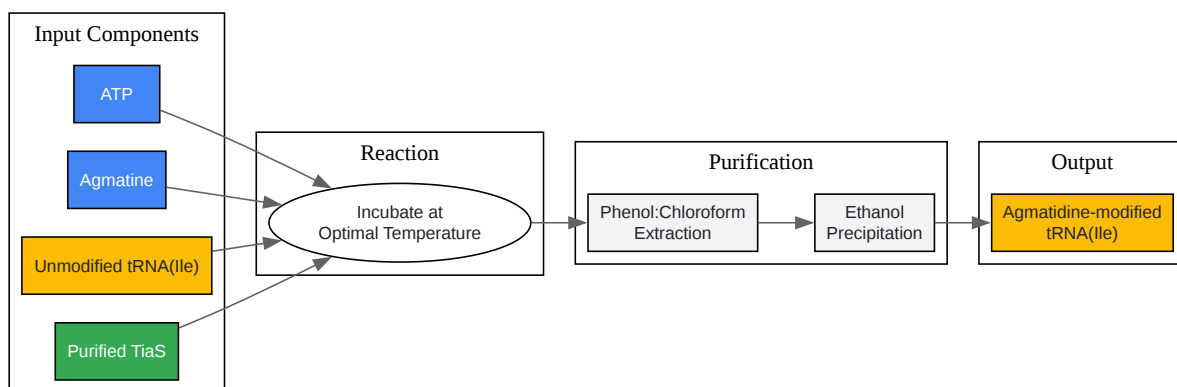 Input Components
ATP
Agmatine
Unmodified tRNA(Ile)
Purified TiaS
Reaction
Incubate at
Optimal Temperature
Purification
Phenol:Chloroform
Extraction
Ethanol
Precipitation
Output
Agmatidine-modified
tRNA(Ile)